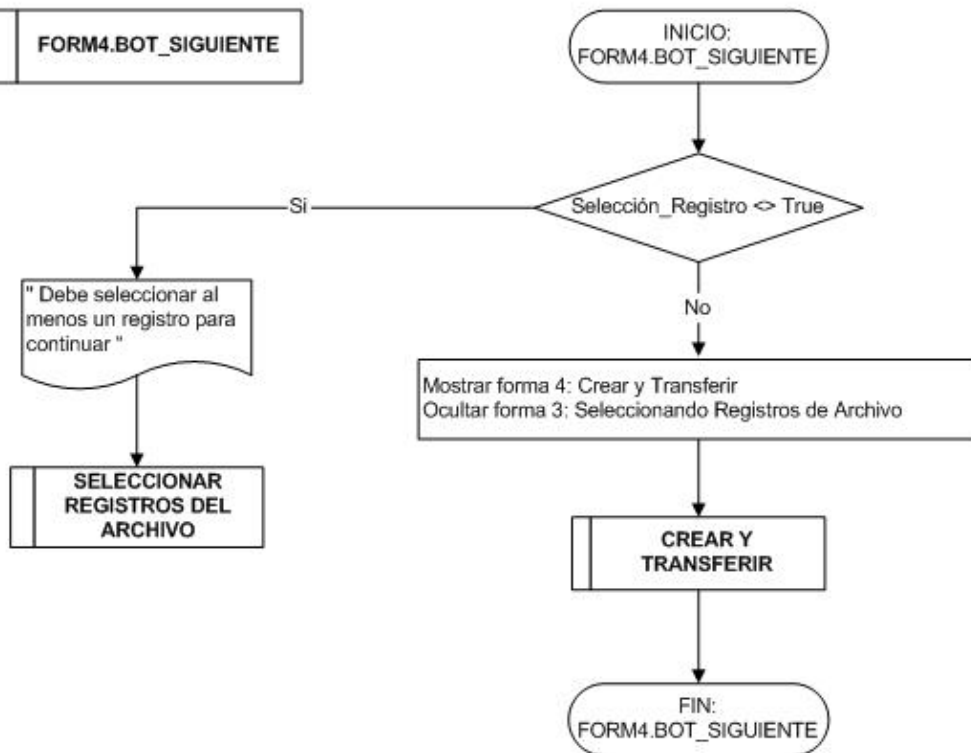 FORM4.BOT_SIGUIENTE
INICIO:
FORM4.BOT_SIGUIENTE
Selección_Registro <> True
Si
" Debe seleccionar al
menos un registro para
continuar "
No
Mostrar forma 4: Crear y Transferir
Ocultar forma 3: Seleccionando Registros de Archivo
SELECCIONAR
REGISTROS DEL
ARCHIVO
CREAR Y
TRANSFERIR
FIN:
FORM4.BOT_SIGUIENTE